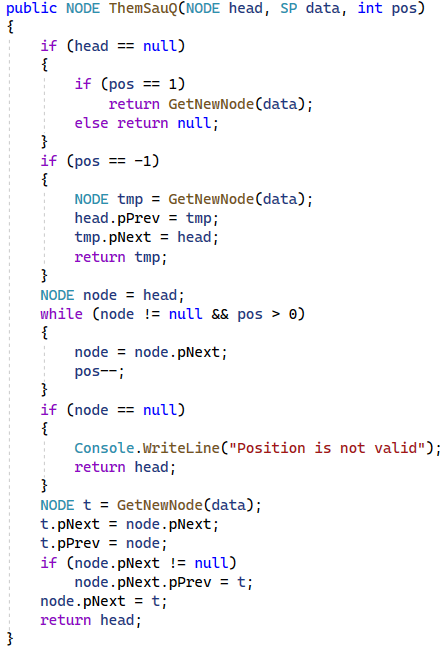 public NODE ThemSauQ(NODE head, SP data, int pos)
{
    if (head == null)
    {
        if (pos == 1)
            return GetNewNode(data);
        else return null;
    }
    if (pos == -1)
    {
        NODE tmp = GetNewNode(data);
        head.pPrev = tmp;
        tmp.pNext = head;
        return tmp;
    }
    NODE node = head;
    while (node != null && pos > 0)
    {
        node = node.pNext;
        pos--;
    }
    if (node == null)
    {
        Console.WriteLine("Position is not valid");
        return head;
    }
    NODE t = GetNewNode(data);
    t.pNext = node.pNext;
    t.pPrev = node;
    if (node.pNext != null)
        node.pNext.pPrev = t;
    node.pNext = t;
    return head;
}